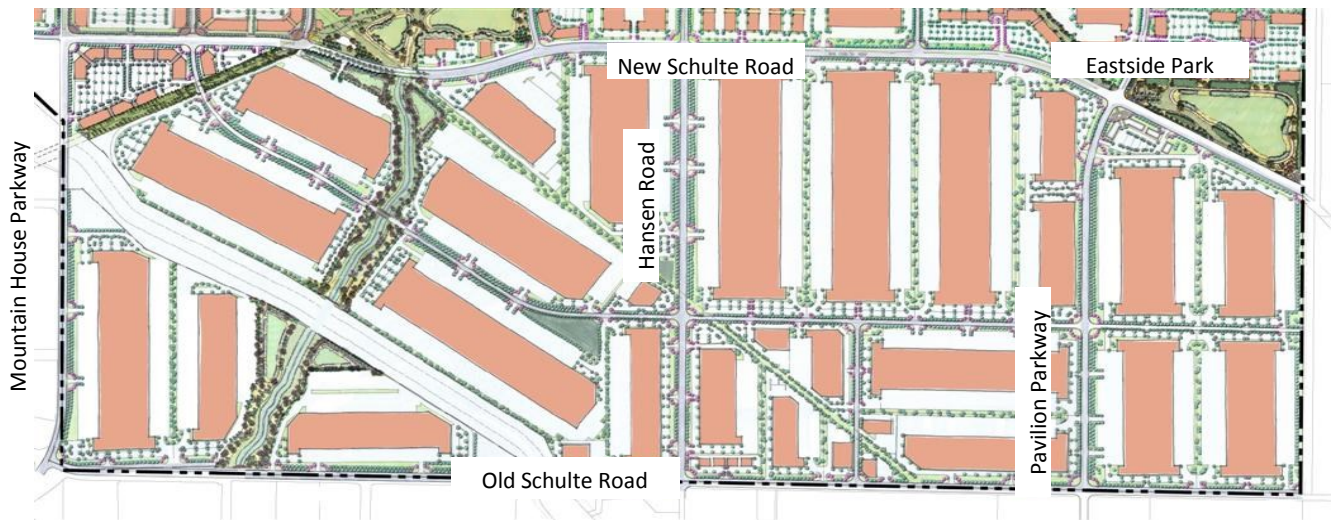 New Schulte Road
Eastside Park
Mountain House Parkway
Hansen Road
Pavilion Parkway
Old Schulte Road